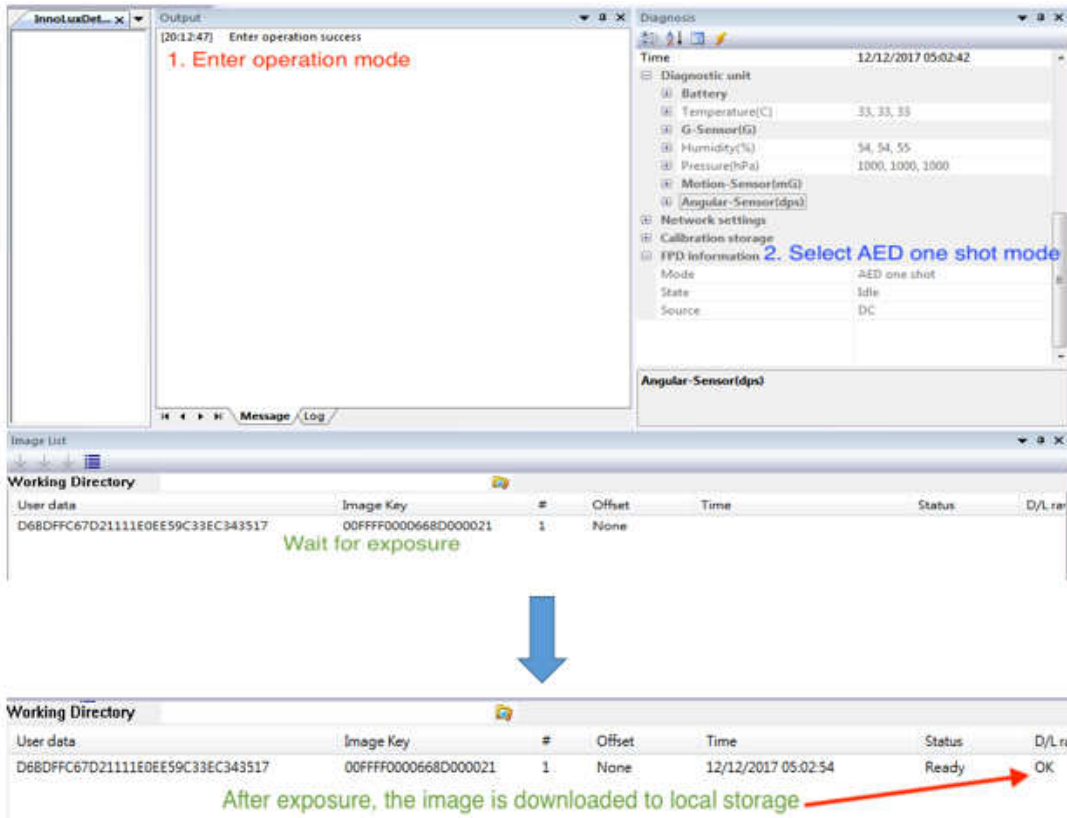 InnoLuxDet... x
Output
[20:12:47] Enter operation success
1. Enter operation mode
Message
Log
Diagnosis
Time 12/12/2017 05:02:42
Diagnostic unit
Battery
Temperature(C) 33, 33, 33
G-Sensor(G)
Humidity(%) 54, 54, 55
Pressure(hPa) 1000, 1000, 1000
Motion-Sensor(mG)
Angular-Sensor(dps)
Network settings
Calibration storage
FPD information
2. Select AED one shot mode
Mode AED one shot
State Idle
Source DC
Angular-Sensor(dps)
Image List
Working Directory
User data Image Key # Offset Time Status D/L rar
D6BDFFC67D21111E0EE59C33EC343517 00FFFF0000668D000021 1 None
Wait for exposure
Working Directory
User data Image Key # Offset Time Status D/L ra
D6BDFFC67D21111E0EE59C33EC343517 00FFFF0000668D000021 1 None 12/12/2017 05:02:54 Ready OK
After exposure, the image is downloaded to local storage